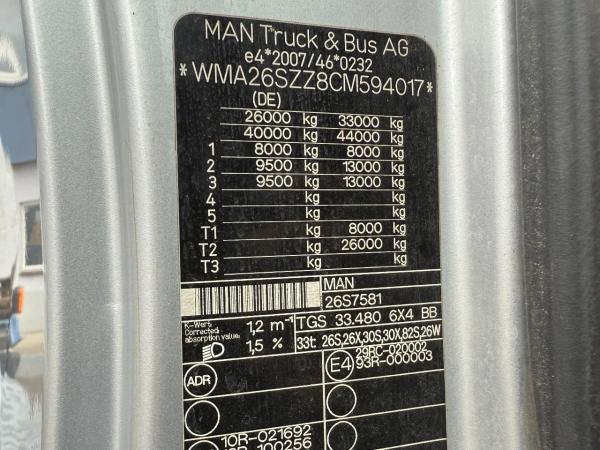 MAN Truck & Bus AG
e4*2007/46*0232
*WMA26SZZ8CM594017*
(DE)
26000 kg 33000 kg
40000 kg 44000 kg
1 8000 kg 8000 kg
2 9500 kg 13000 kg
3 9500 kg 13000 kg
4 kg kg
5 kg kg
T1 kg 8000 kg
T2 kg 26000 kg
T3 kg kg
MAN
26S7581
K-Wert: 1,2 m⁻¹ TGS 33.480 6X4 BB
Corrected
absorption value:
1,5 % 33t: 26S,26X,30S,30X,82S,26W
ADR E4 29RC-020002
93R-000003
10R-021692